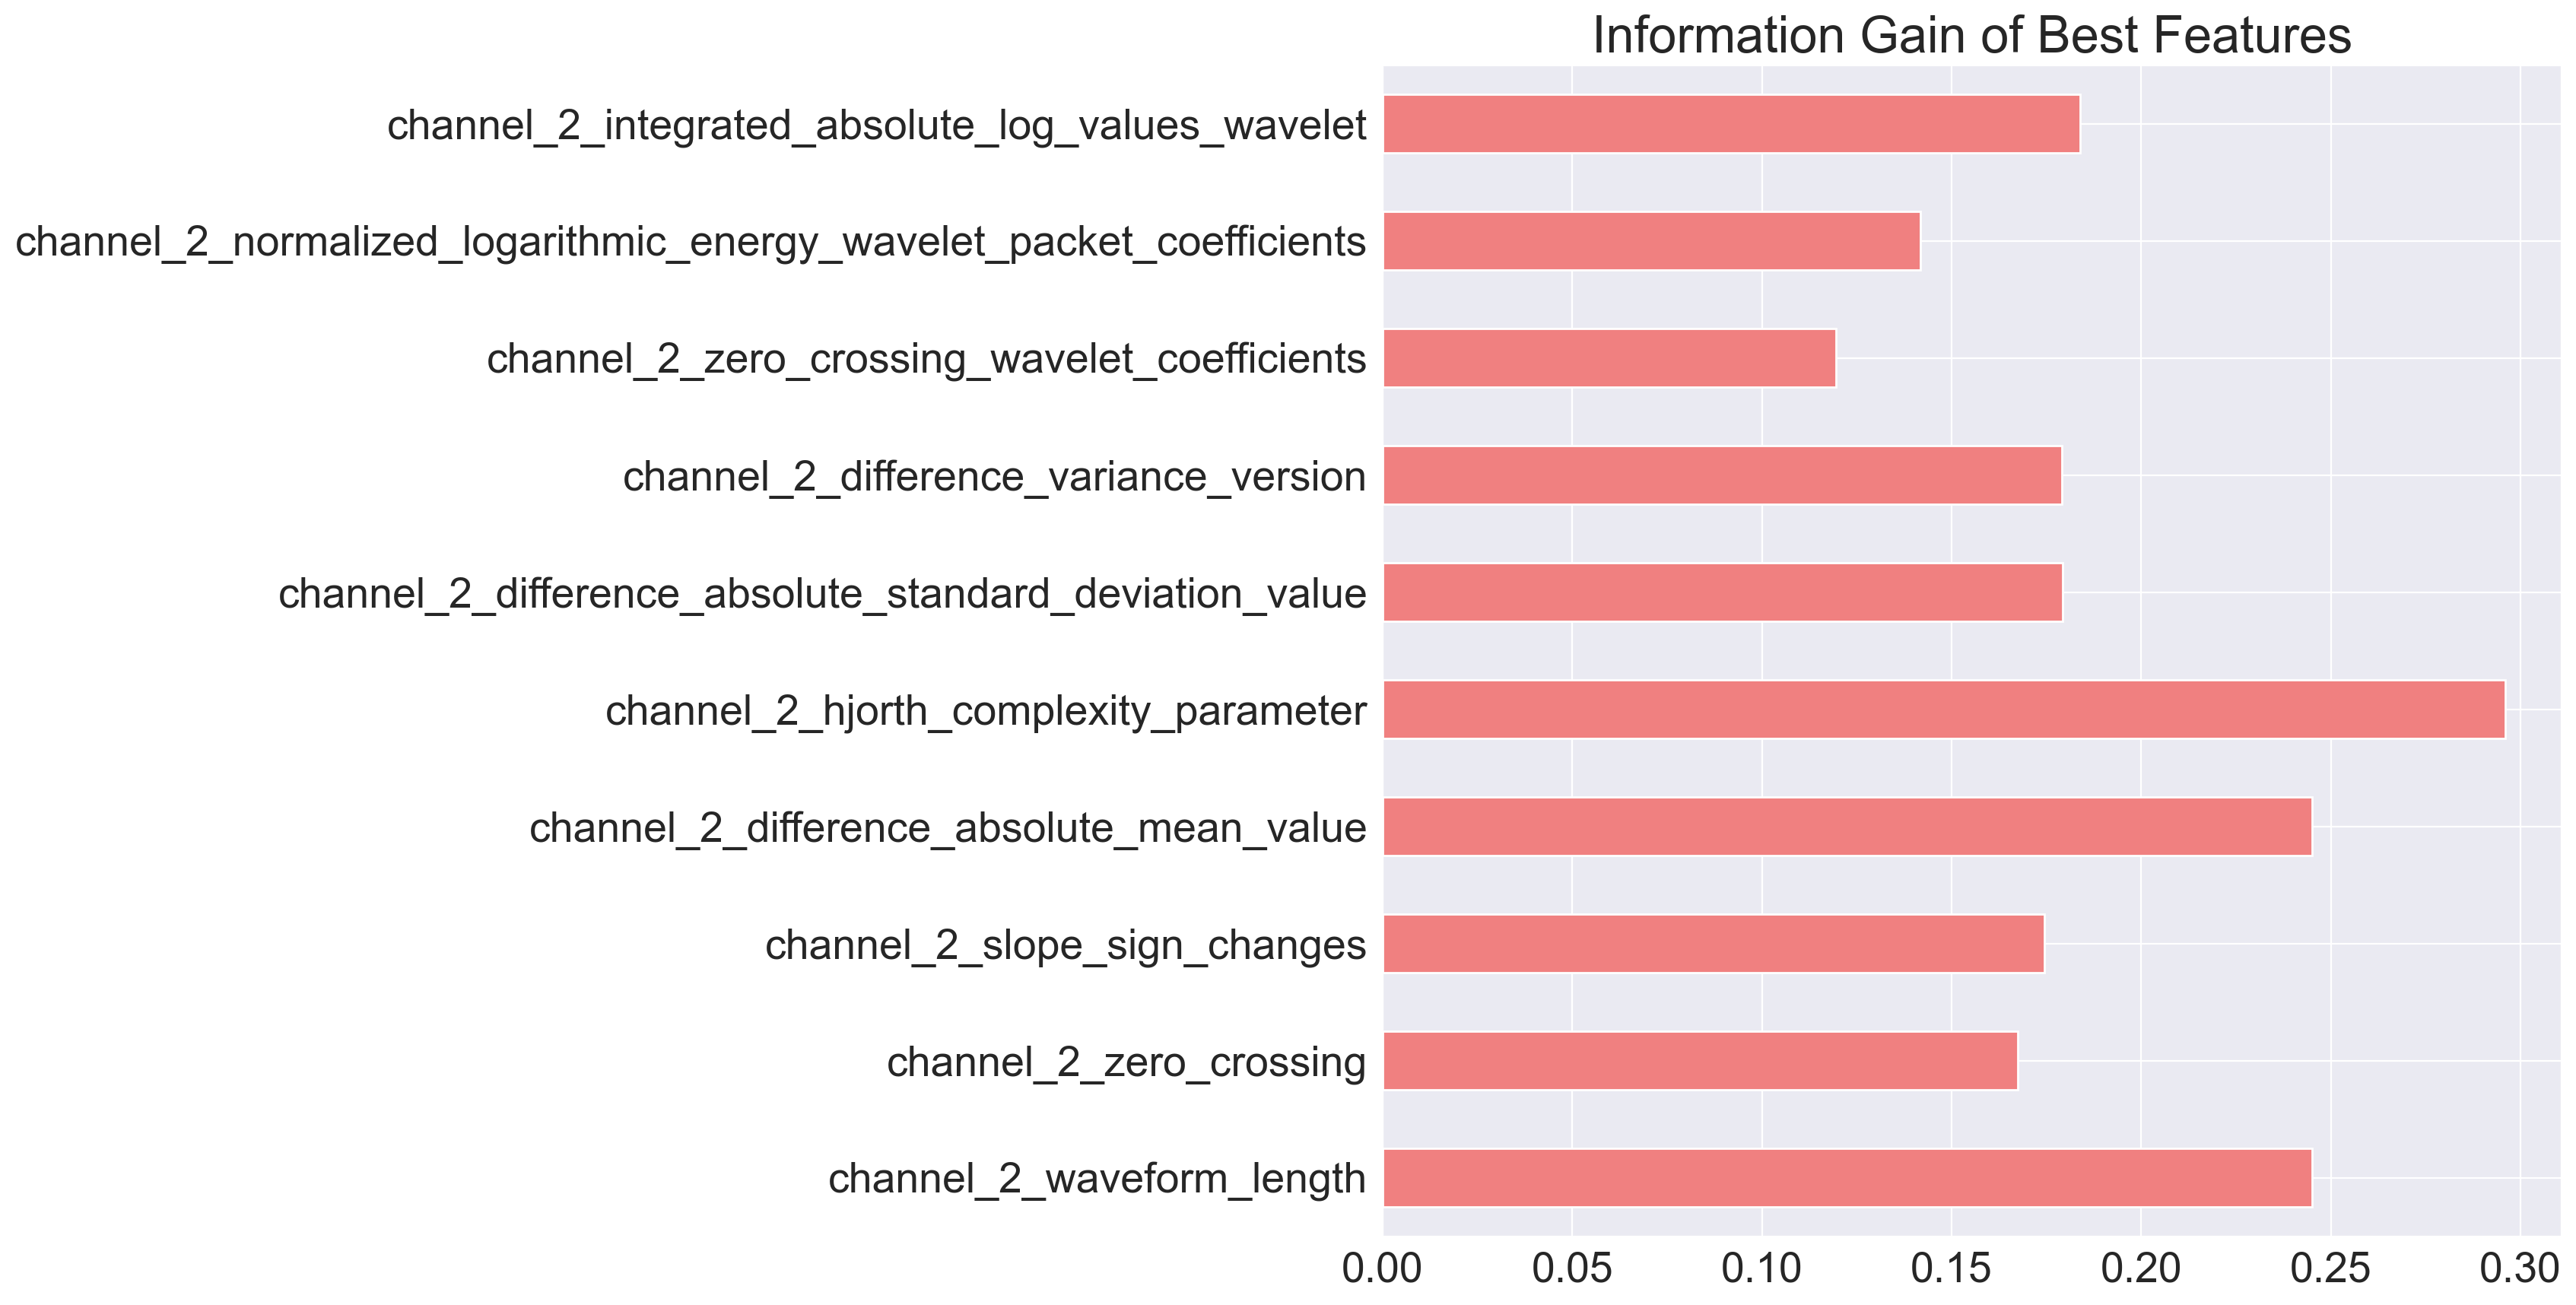 Information Gain of Best Features
channel_2_integrated_absolute_log_values_wavelet
channel_2_normalized_logarithmic_energy_wavelet_packet_coefficients
channel_2_zero_crossing_wavelet_coefficients
channel_2_difference_variance_version
channel_2_difference_absolute_standard_deviation_value
channel_2_hjorth_complexity_parameter
channel_2_difference_absolute_mean_value
channel_2_slope_sign_changes
channel_2_zero_crossing
channel_2_waveform_length
0.00 0.05 0.10 0.15 0.20 0.25 0.30